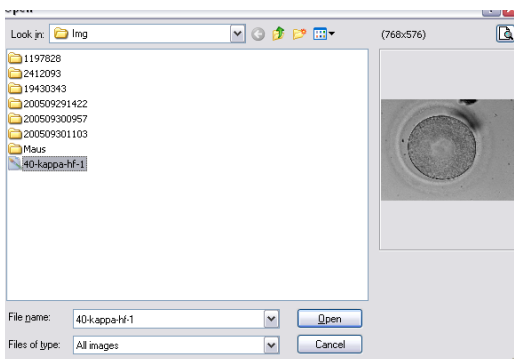 Open
Look in: Img (768x576)
1197828
2412093
19430343
200509291422
200509300957
200509301103
Maus
40-kappa-hf-1
File name: 40-kappa-hf-1 Open
Files of type: All images Cancel